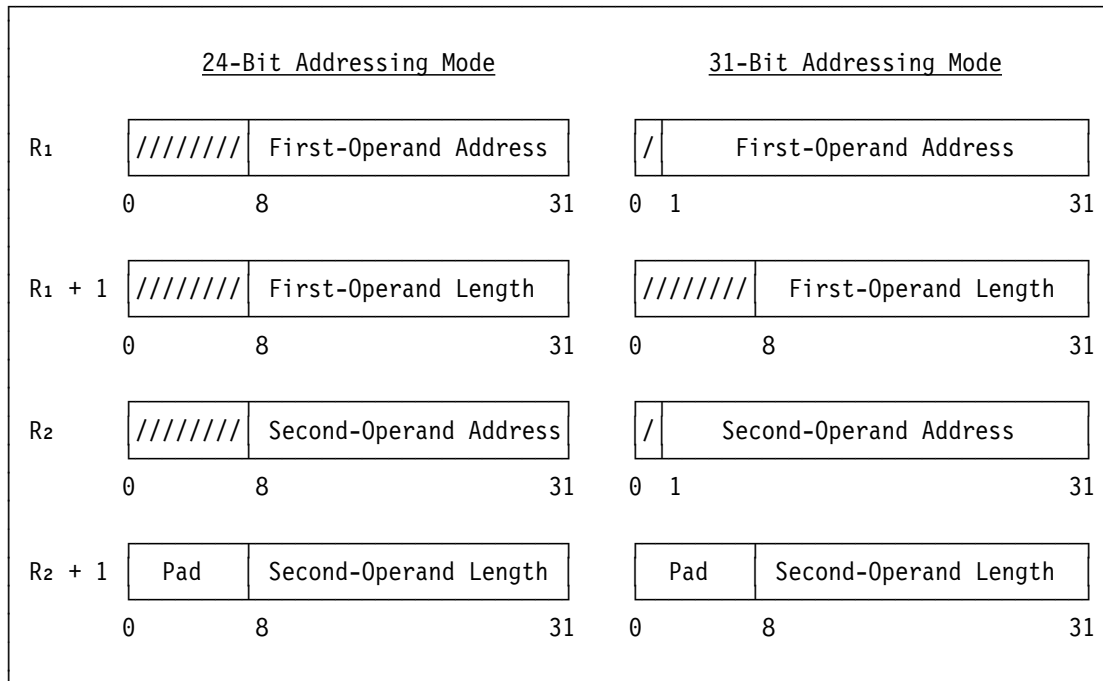 24-Bit Addressing Mode 31-Bit Addressing Mode
R₁ //////// First-Operand Address / First-Operand Address
0 8 31 0 1 31
R₁ + 1 //////// First-Operand Length //////// First-Operand Length
0 8 31 0 8 31
R₂ //////// Second-Operand Address / Second-Operand Address
0 8 31 0 1 31
R₂ + 1 Pad Second-Operand Length Pad Second-Operand Length
0 8 31 0 8 31